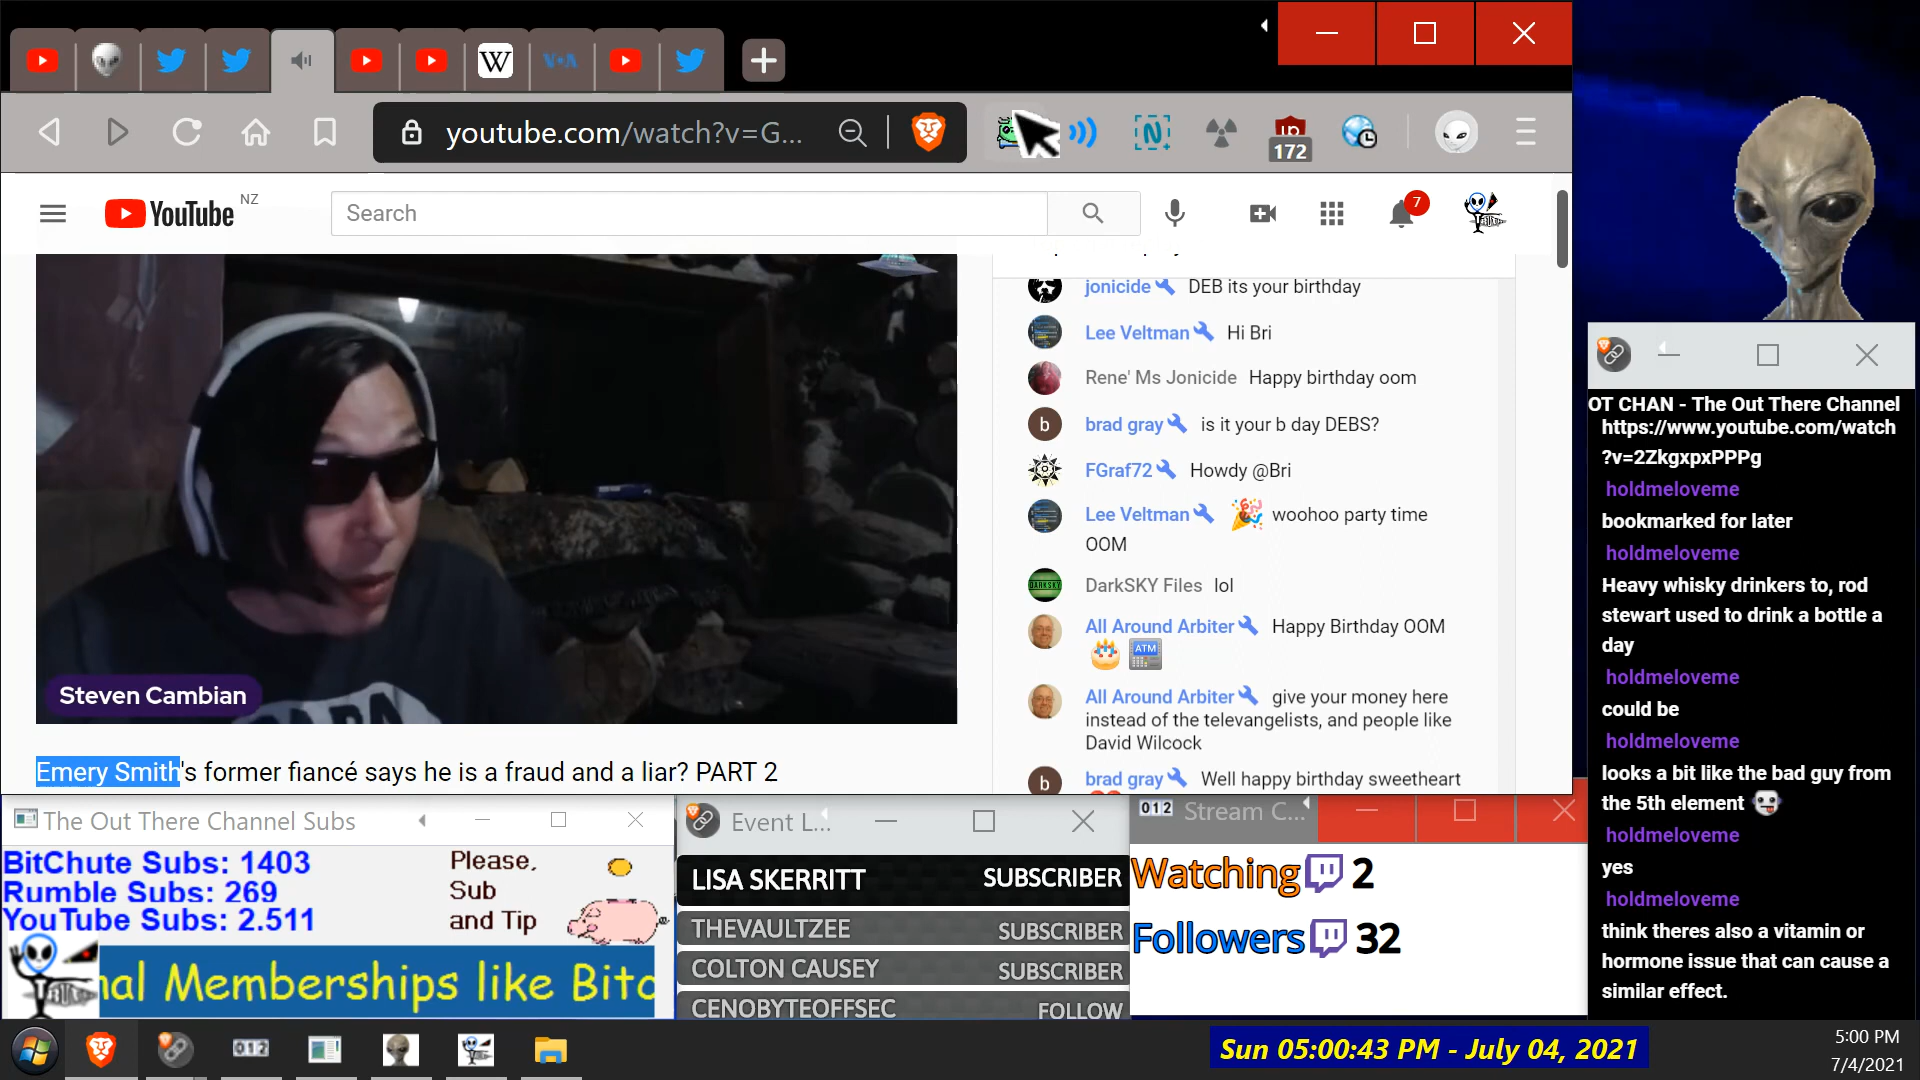 W
VOA
youtube.com/watch?v=G...
172
YouTube NZ
Search
7
jonicide DEB its your birthday
Lee Veltman Hi Bri
Rene' Ms Jonicide Happy birthday oom
b
brad gray is it your b day DEBS?
FGraf72 Howdy @Bri
Lee Veltman woohoo party time
OOM
DarkSKY Files lol
All Around Arbiter Happy Birthday OOM
ATM
All Around Arbiter give your money here
instead of the televangelists, and people like
David Wilcock
b
brad gray Well happy birthday sweetheart
Steven Cambian
Emery Smith's former fiancé says he is a fraud and a liar? PART 2
OT CHAN - The Out There Channel
https://www.youtube.com/watch
?v=2ZkgxpxPPPg
holdmeloveme
bookmarked for later
holdmeloveme
Heavy whisky drinkers to, rod
stewart used to drink a bottle a
day
holdmeloveme
could be
holdmeloveme
looks a bit like the bad guy from
the 5th element
holdmeloveme
yes
holdmeloveme
think theres also a vitamin or
hormone issue that can cause a
similar effect.
The Out There Channel Subs
BitChute Subs: 1403
Rumble Subs: 269
YouTube Subs: 2.511
Please,
Sub
and Tip
nal Memberships like Bitc
Event L...
LISA SKERRITT SUBSCRIBER
THEVAULTZEE SUBSCRIBER
COLTON CAUSEY SUBSCRIBER
CENOBYTEOFFSEC FOLLOW
012 Stream C...
Watching 2
Followers 32
012
Sun 05:00:43 PM - July 04, 2021
5:00 PM
7/4/2021